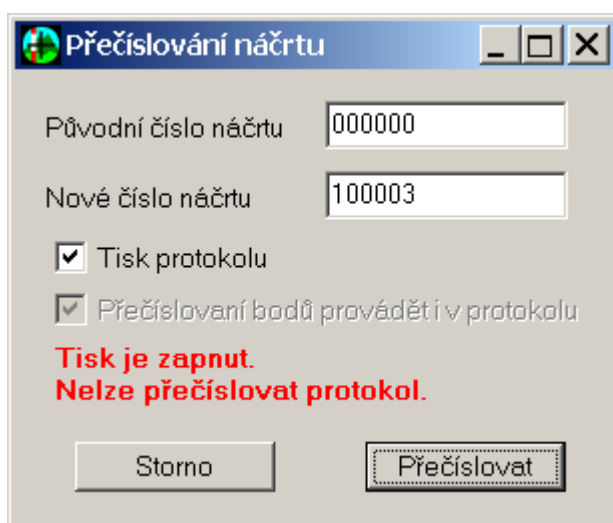 Přečíslování náčrtu
Původní číslo náčrtu 000000
Nové číslo náčrtu 100003
Tisk protokolu
Přečíslovaní bodů provádět i v protokolu
Tisk je zapnut.
Nelze přečíslovat protokol.
Storno Přečíslovat